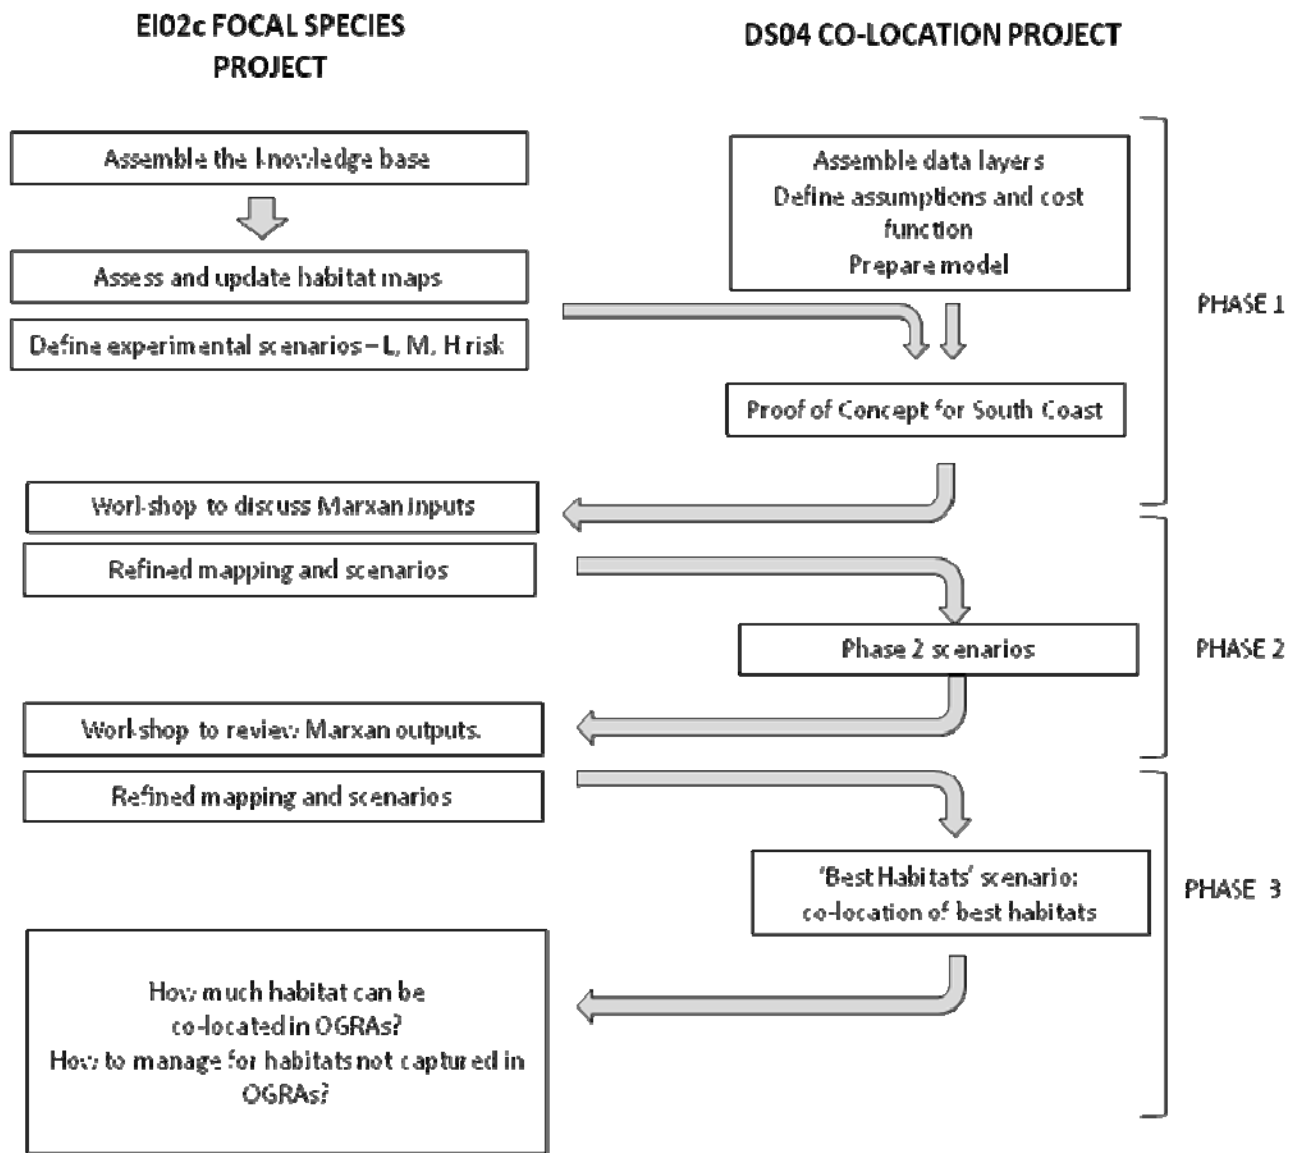 EI02c FOCAL SPECIES
PROJECT
DS04 CO-LOCATION PROJECT
Assemble the knowledge base
Assess and update habitat maps
Define experimental scenarios – L, M, H risk
Assemble data layers
Define assumptions and cost
function
Prepare model
Proof of Concept for South Coast
PHASE 1
Workshop to discuss Marxan inputs
Refined mapping and scenarios
Phase 2 scenarios
PHASE 2
Workshop to review Marxan outputs.
Refined mapping and scenarios
'Best Habitats' scenario:
co-location of best habitats
PHASE 3
How much habitat can be
co-located in OGRAs?
How to manage for habitats not captured in
OGRAs?